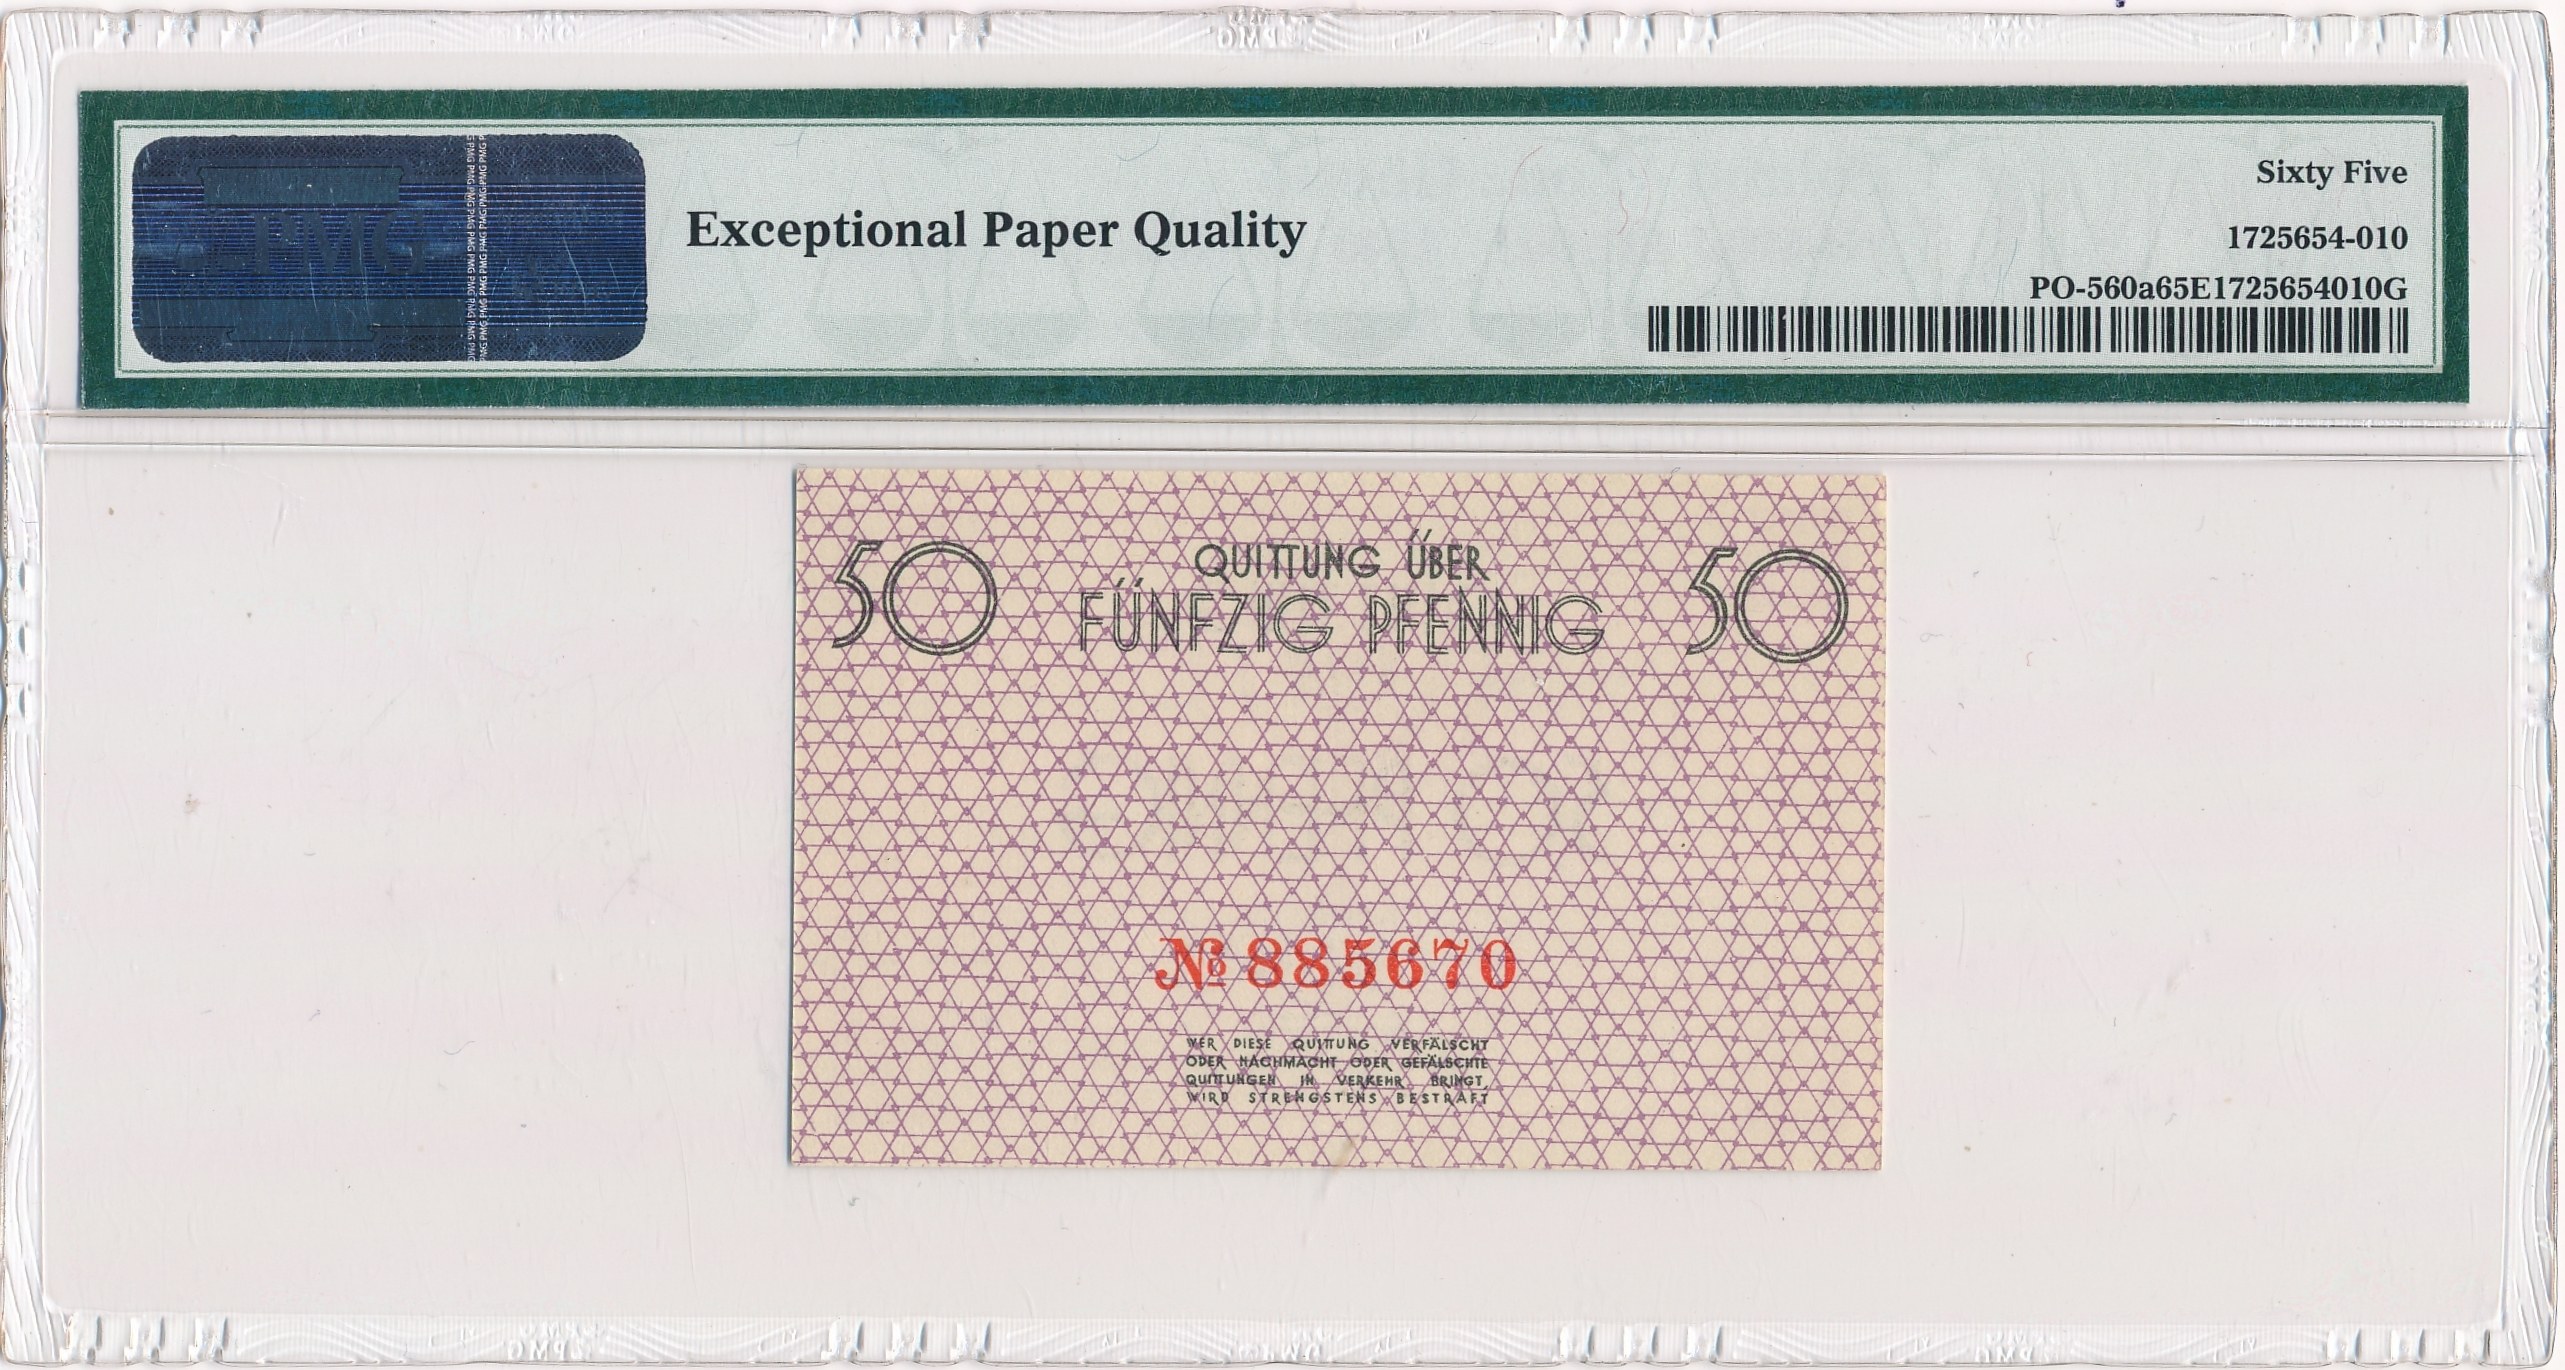 PMG
Exceptional Paper Quality
Sixty Five
1725654-010
PO-560a65E1725654010G
50
QUITTUNG ÜBER
FÜNFZIG PFENNIG
50
№ 885670
WER DIESE QUITTUNG VERFÄLSCHT
ODER NACHMACHT ODER GEFÄLSCHTE
QUITTUNGEN IN VERKEHR BRINGT,
WIRD STRENGSTENS BESTRAFT